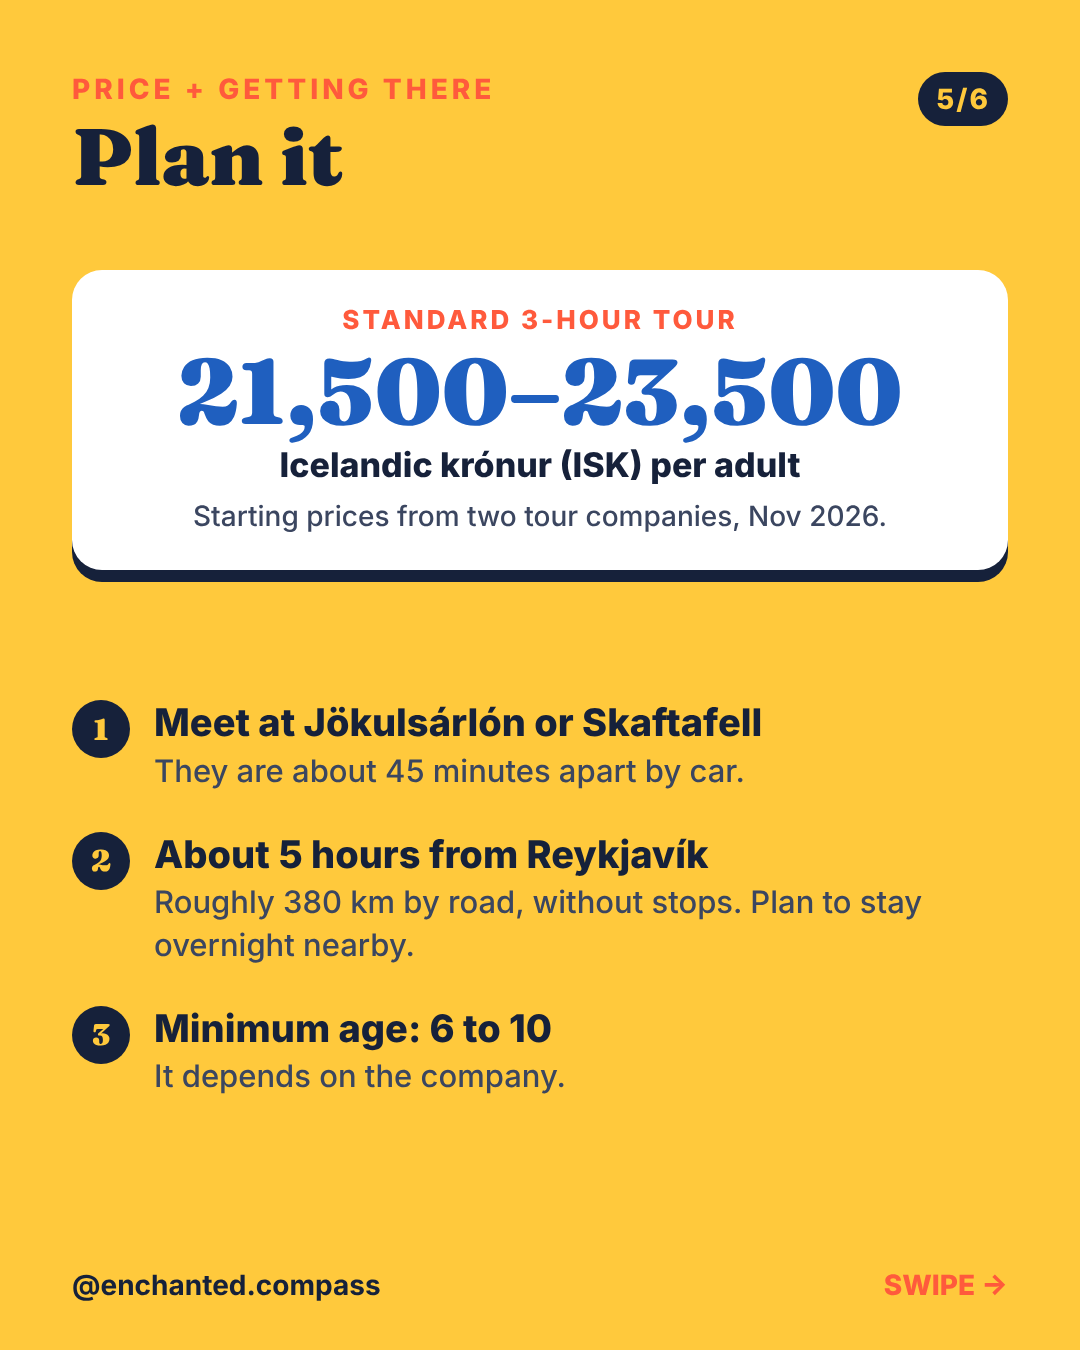 PRICE + GETTING THERE
5/6
Plan it
STANDARD 3-HOUR TOUR
21,500–23,500
Icelandic krónur (ISK) per adult
Starting prices from two tour companies, Nov 2026.
1
Meet at Jökulsárlón or Skaftafell
They are about 45 minutes apart by car.
2
About 5 hours from Reykjavík
Roughly 380 km by road, without stops. Plan to stay
overnight nearby.
3
Minimum age: 6 to 10
It depends on the company.
@enchanted.compass
SWIPE →